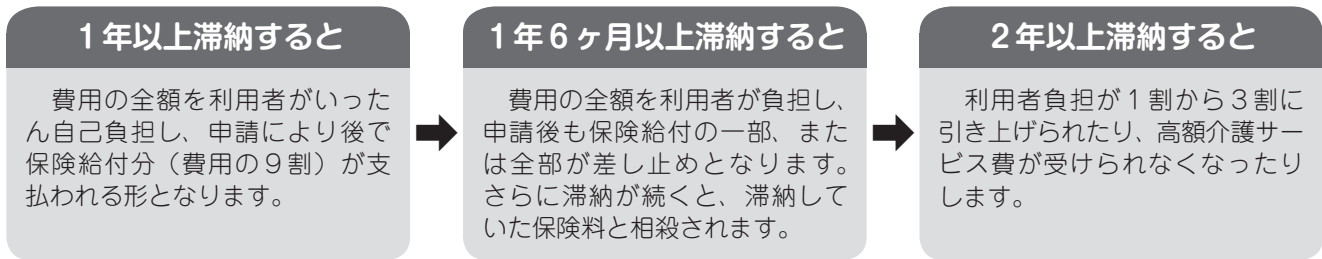 1年以上滞納すると
費用の全額を利用者がいった
ん自己負担し、申請により後で
保険給付分（費用の9割）が支
払われる形となります。
1年6ヶ月以上滞納すると
費用の全額を利用者が負担し、
申請後も保険給付の一部、また
は全部が差し止めとなります。
さらに滞納が続くと、滞納して
いた保険料と相殺されます。
2年以上滞納すると
利用者負担が1割から3割に
引き上げられたり、高額介護サー
ビス費が受けられなくなったり
します。